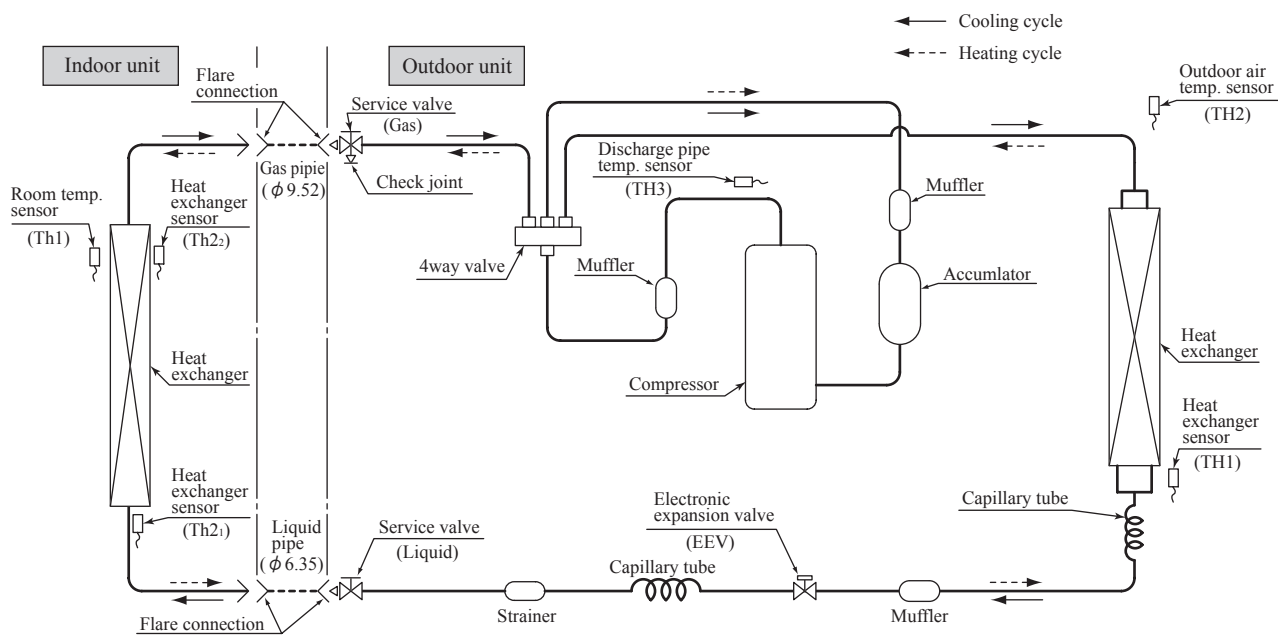 Cooling cycle
Heating cycle
Indoor unit
Outdoor unit
Flare
connection
Service valve
(Gas)
Outdoor air
temp. sensor
(TH2)
Gas pipie
(ϕ9.52)
Check joint
Discharge pipe
temp. sensor
(TH3)
Muffler
Room temp.
sensor
(Th1)
Heat
exchanger
sensor
(Th2₂)
4way valve
Muffler
Accumlator
Heat
exchanger
Compressor
Heat
exchanger
Heat
exchanger
sensor
(TH1)
Heat
exchanger
sensor
(Th2₁)
Liquid
pipe
(ϕ6.35)
Service valve
(Liquid)
Electronic
expansion valve
(EEV)
Capillary tube
Capillary tube
Strainer
Muffler
Flare connection